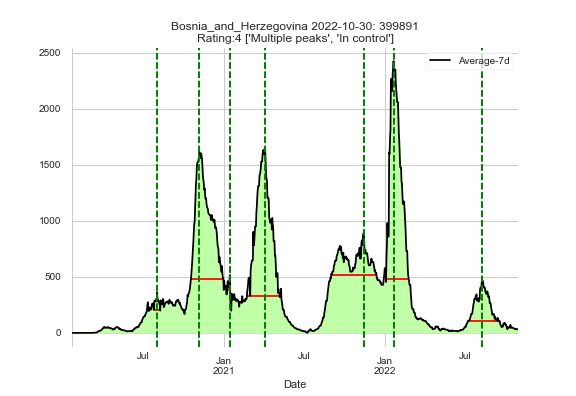 Bosnia_and_Herzegovina 2022-10-30: 399891
Rating:4 ['Multiple peaks', 'In control']
Average-7d
2500
2000
1500
1000
500
0
Jul
Jan
2021
Jul
Jan
2022
Jul
Date